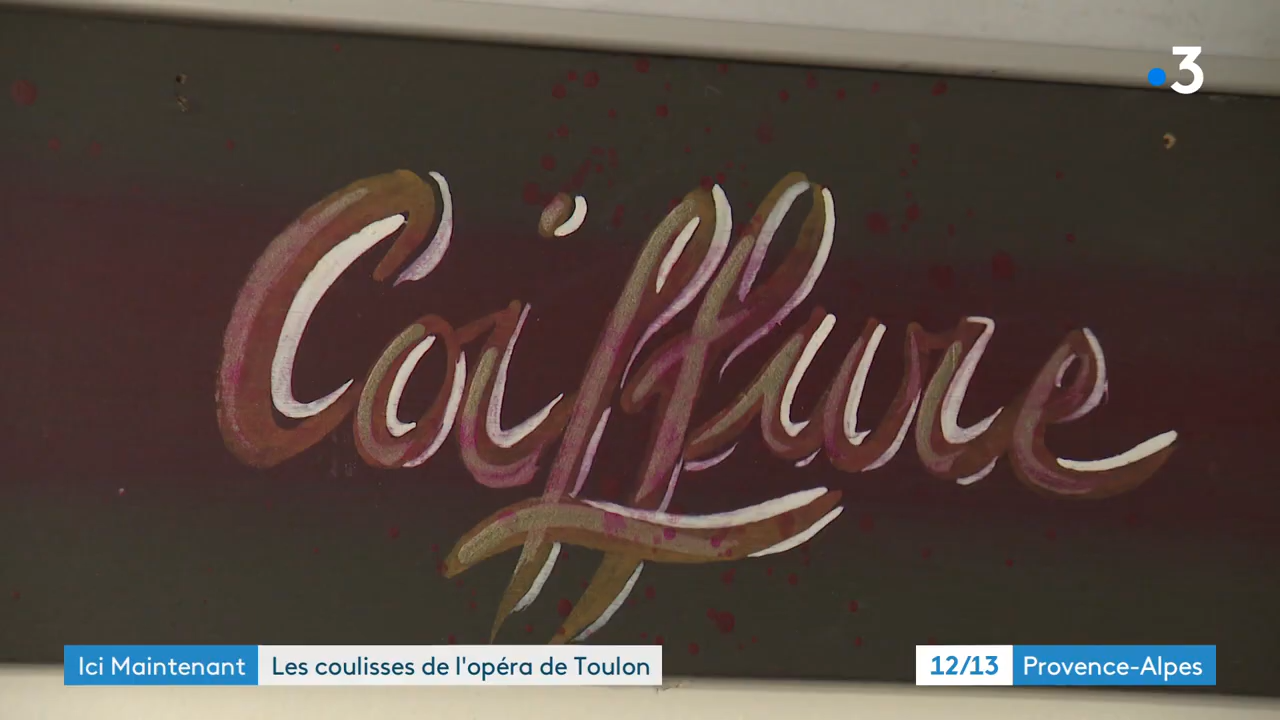 3
Coiffure
Ici Maintenant Les coulisses de l'opéra de Toulon
12/13 Provence-Alpes